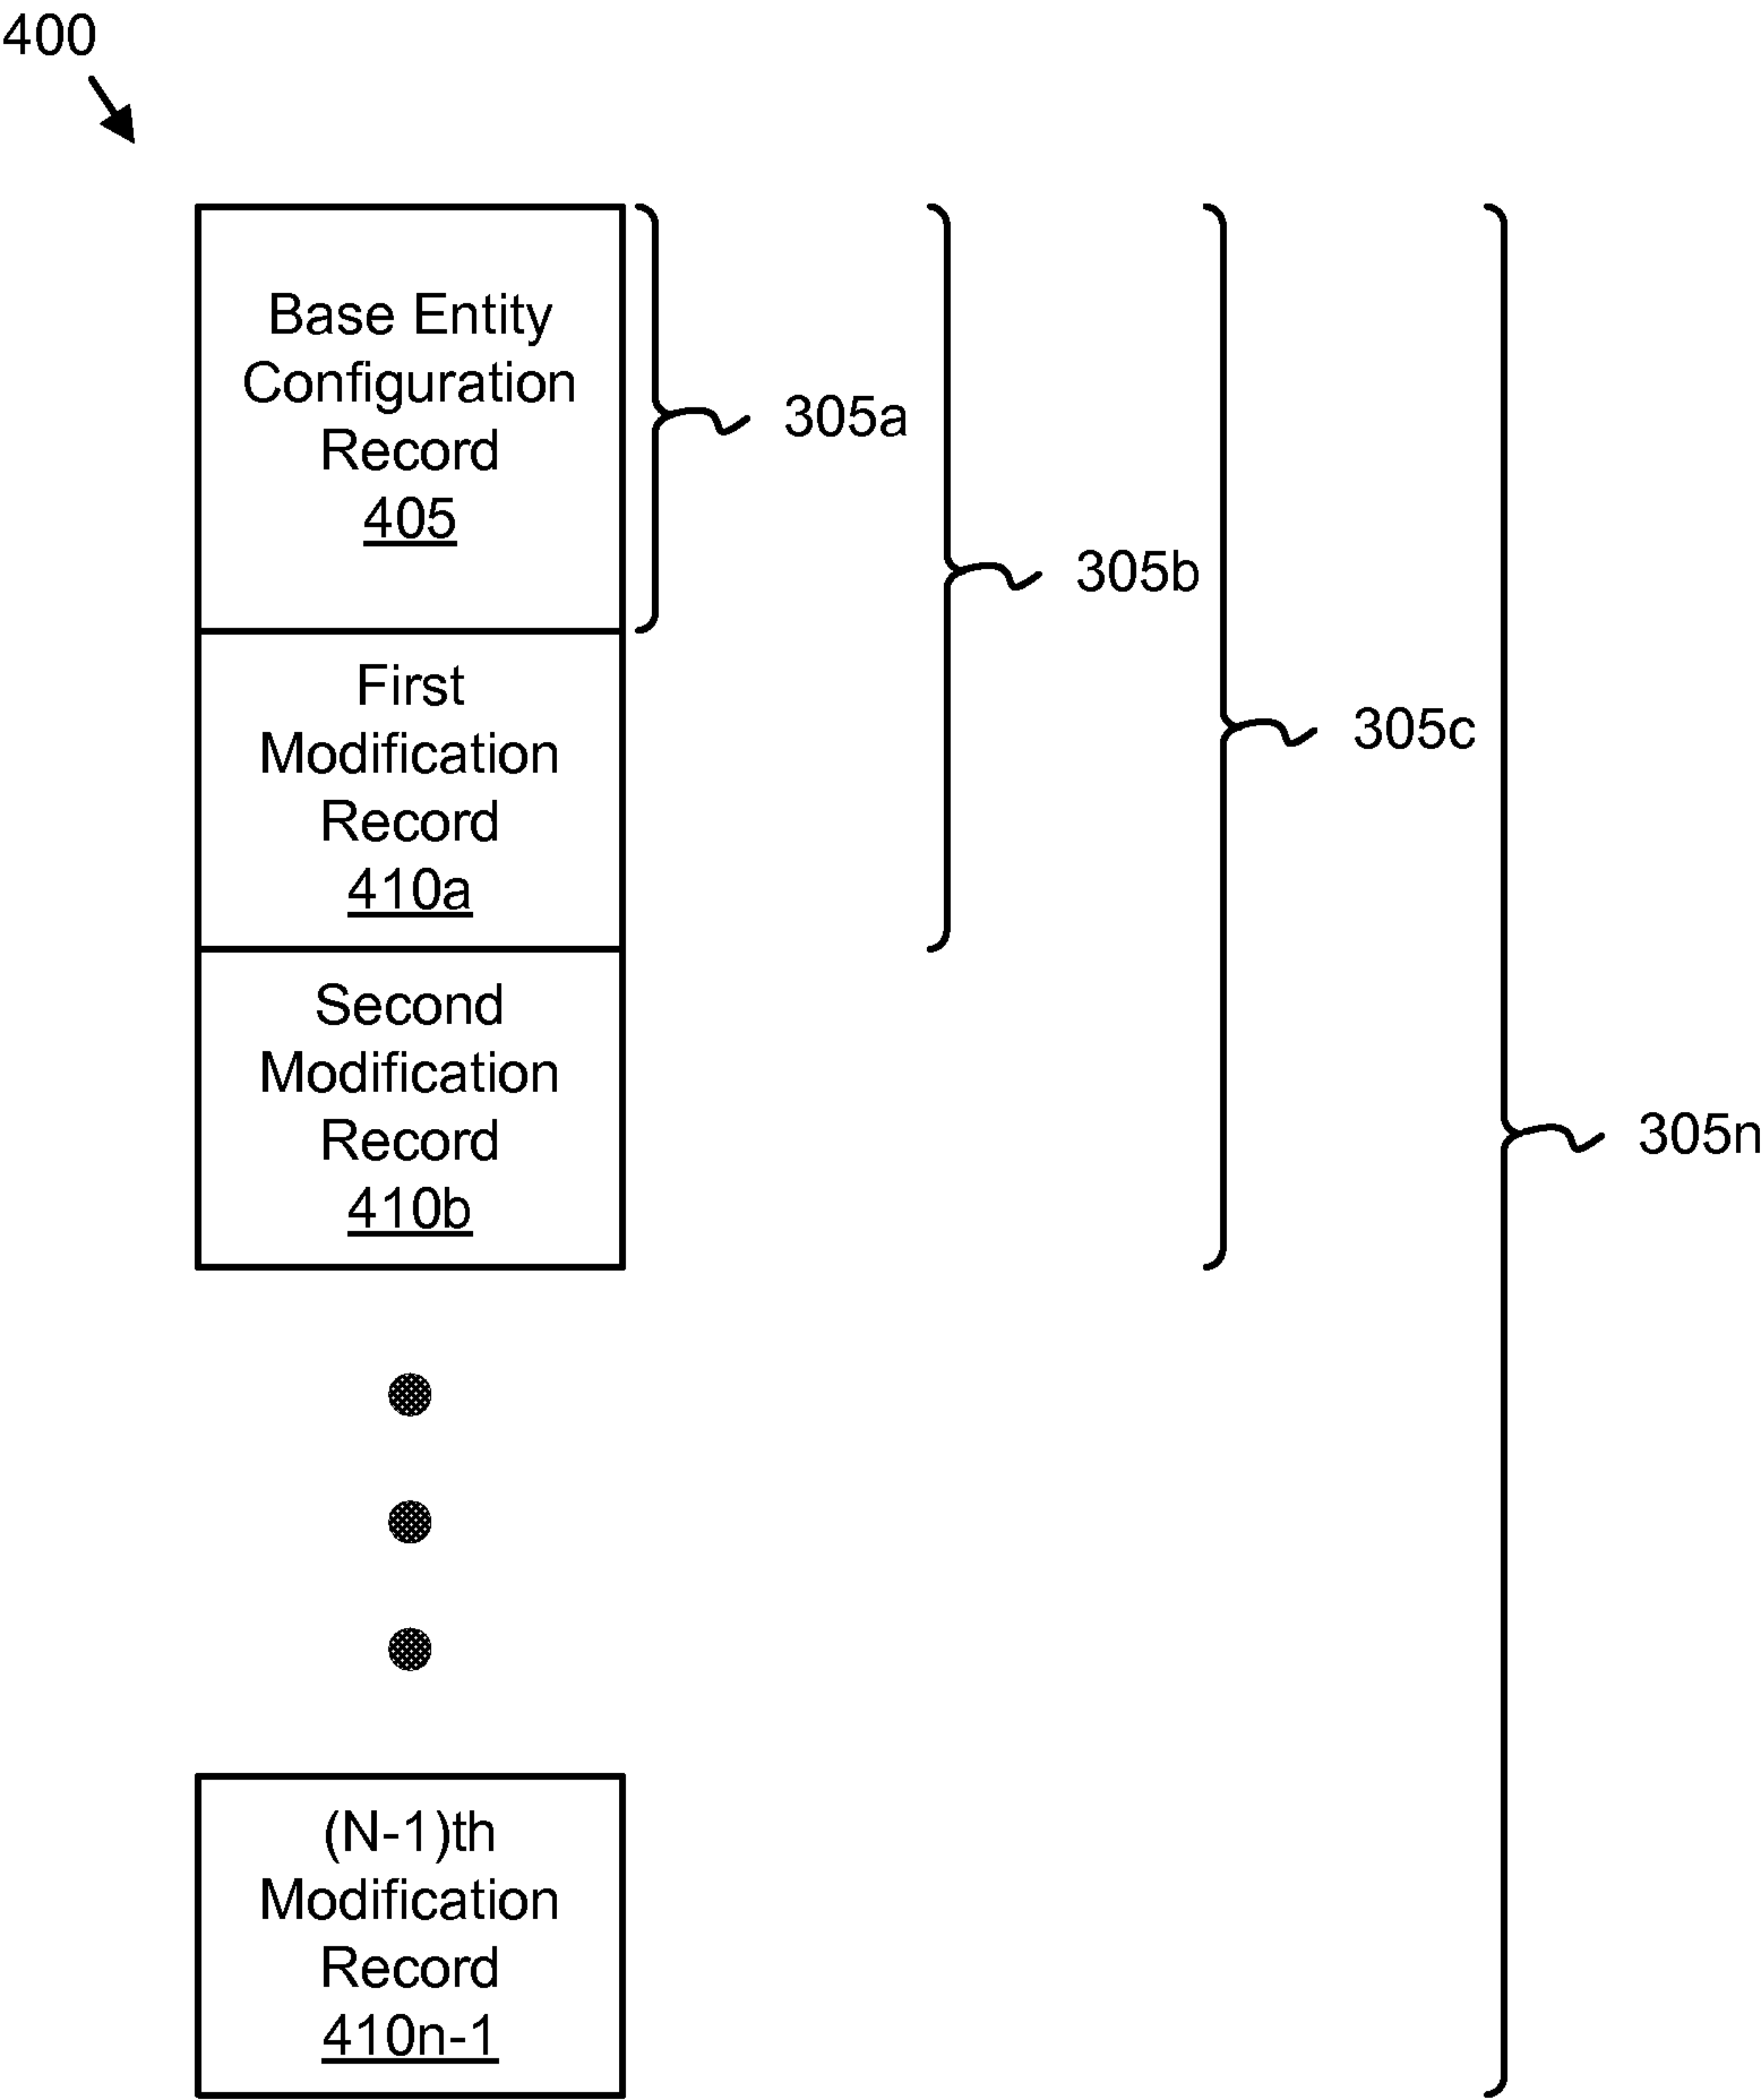 400
Base Entity
Configuration
Record
405
305a
305b
First
Modification
Record
410a
305c
Second
Modification
Record
410b
305n
(N-1)th
Modification
Record
410n-1